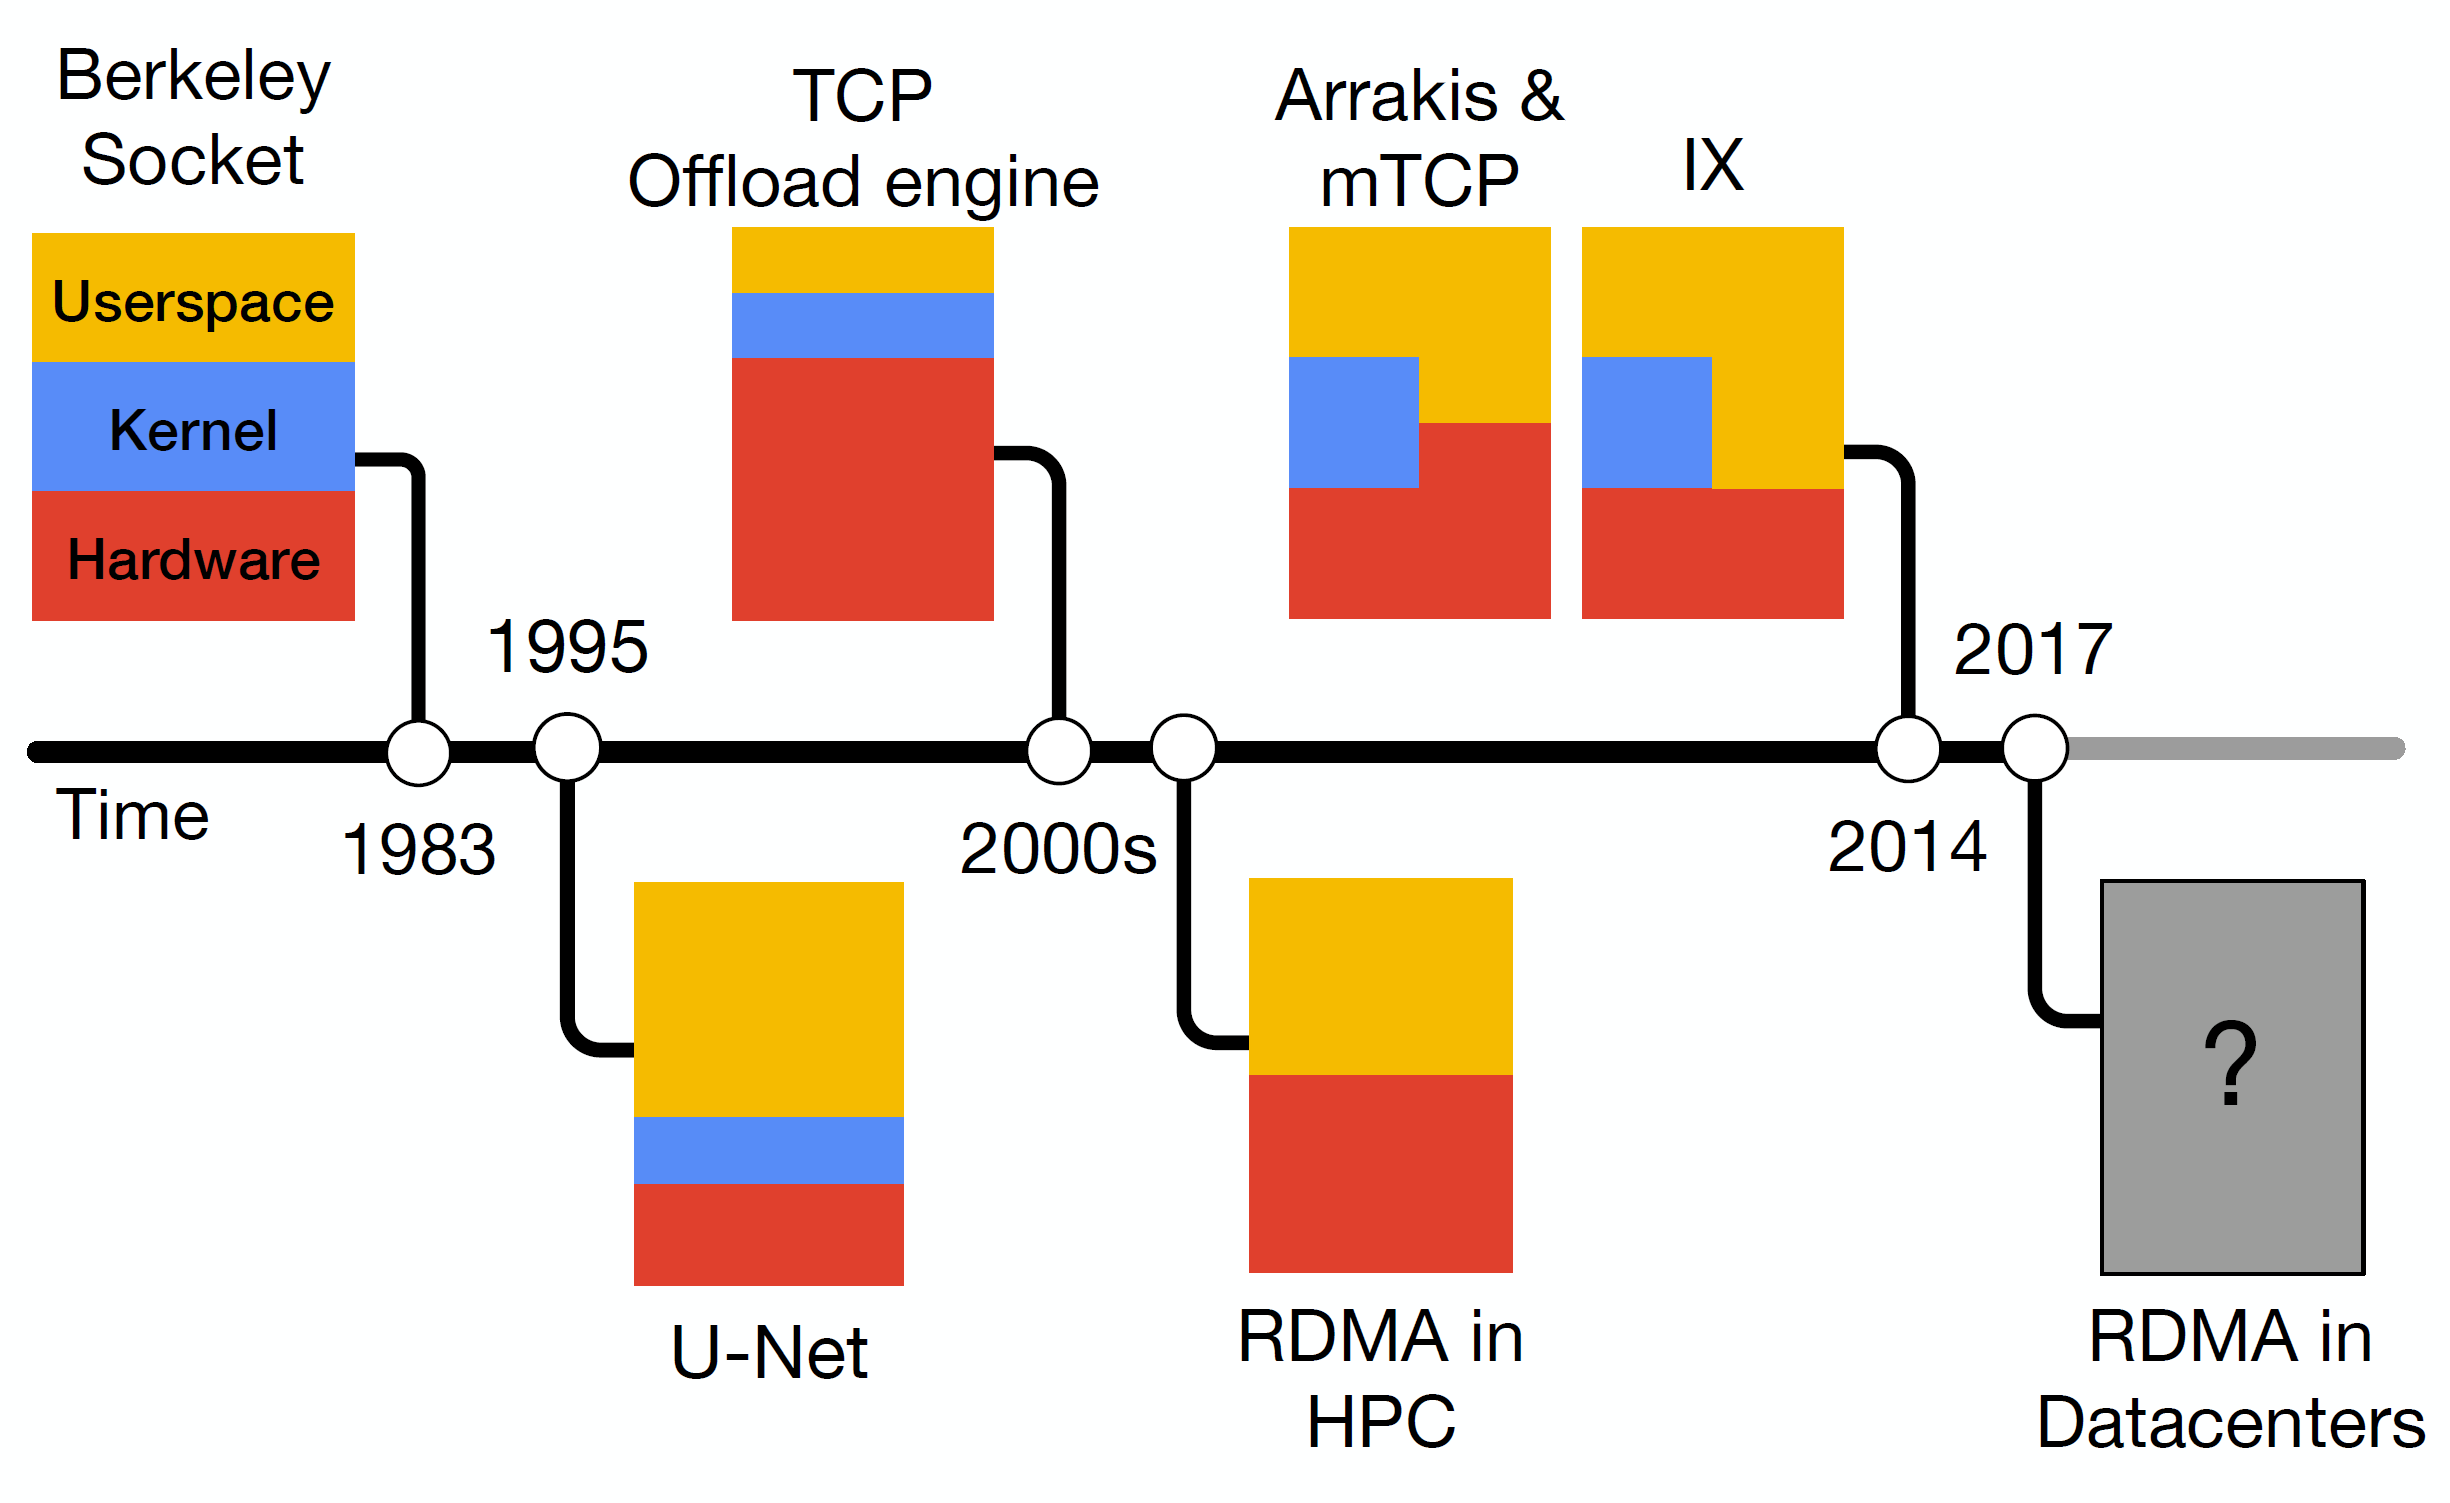 Berkeley
Socket
Userspace
Kernel
Hardware
TCP
Offload engine
Arrakis &
mTCP
IX
1995
2017
Time
1983
2000s
2014
U-Net
RDMA in
HPC
?
RDMA in
Datacenters